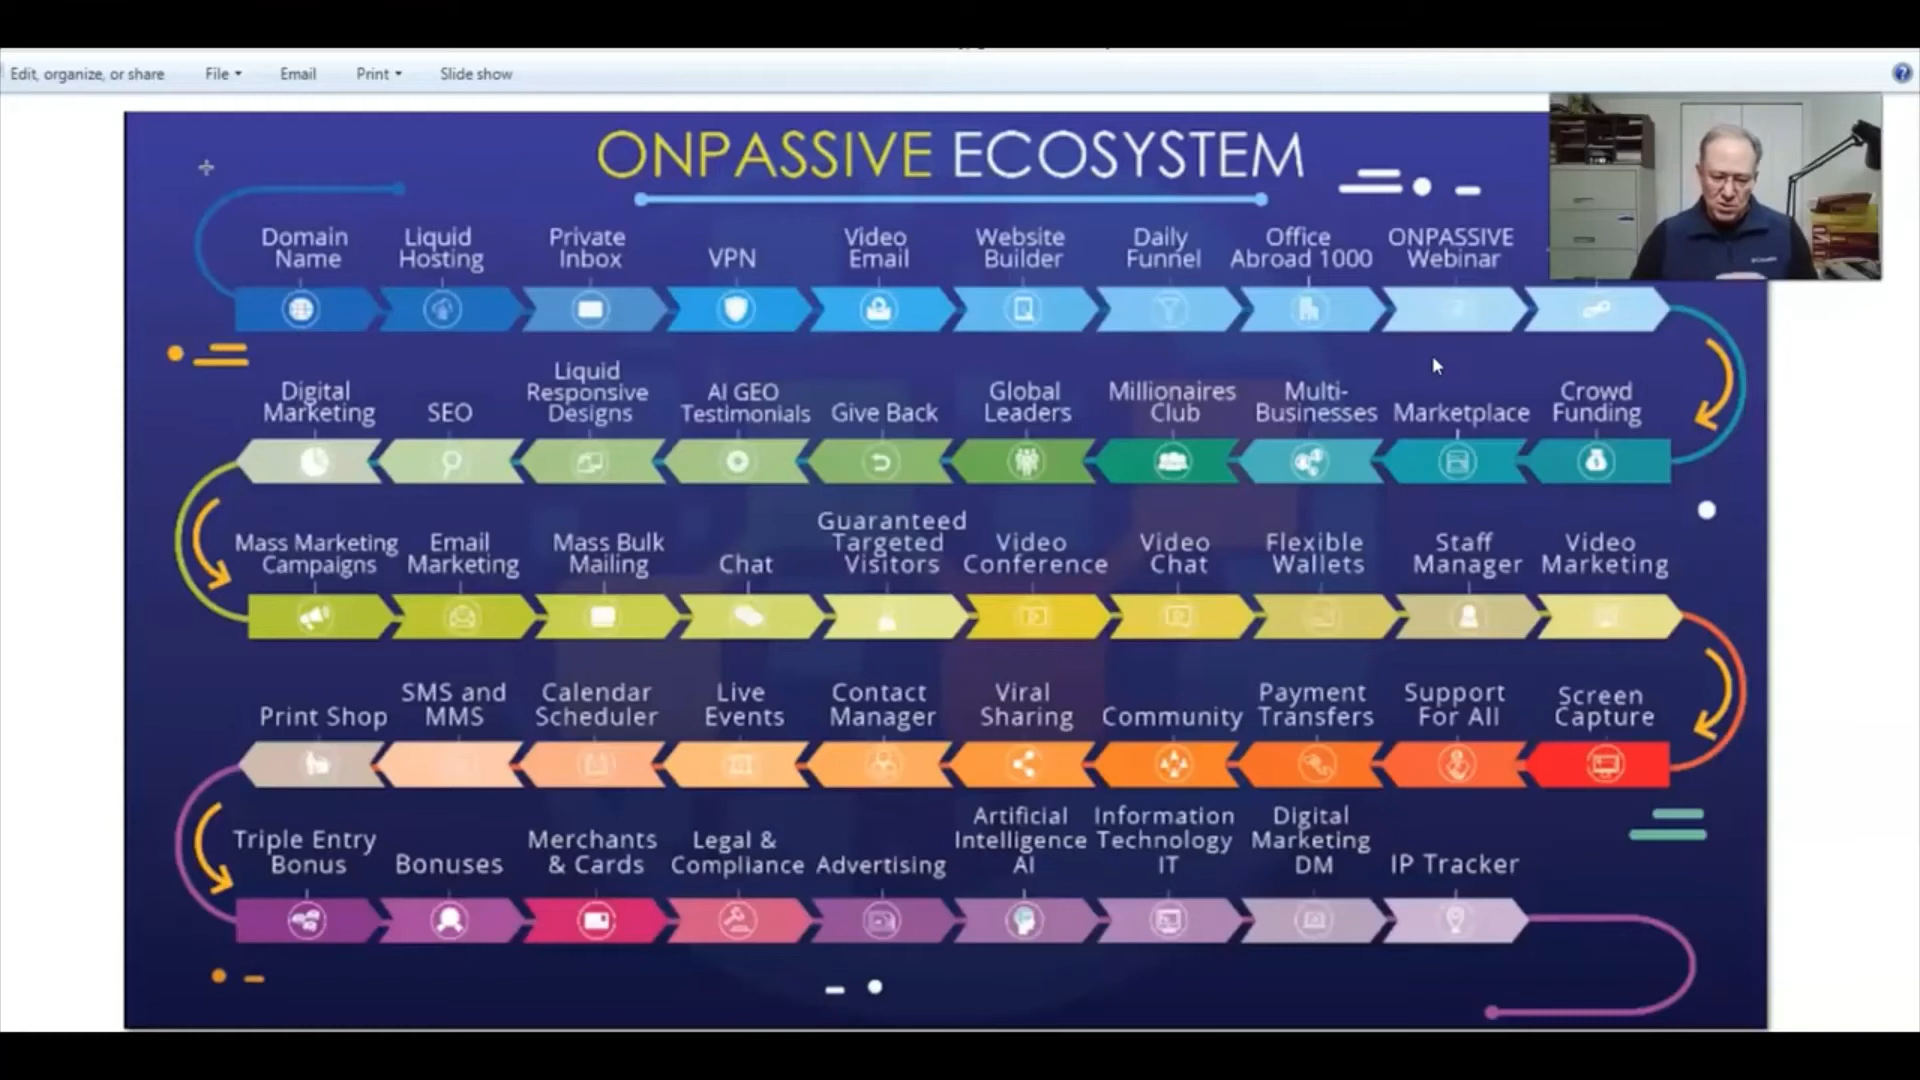 Edit, organize, or share File Email Print Slide show
ONPASSIVE ECOSYSTEM
Domain Name
Liquid Hosting
Private Inbox
VPN
Video Email
Website Builder
Daily Funnel
Office Abroad 1000
ONPASSIVE Webinar
Digital Marketing
SEO
Liquid Responsive Designs
AI GEO Testimonials
Give Back
Global Leaders
Millionaires Club
Multi-Businesses
Marketplace
Crowd Funding
Mass Marketing Campaigns
Email Marketing
Mass Bulk Mailing
Chat
Guaranteed Targeted Visitors
Video Conference
Video Chat
Flexible Wallets
Staff Manager
Video Marketing
Print Shop
SMS and MMS
Calendar Scheduler
Live Events
Contact Manager
Viral Sharing
Community
Payment Transfers
Support For All
Screen Capture
Triple Entry Bonus
Bonuses
Merchants & Cards
Legal & Compliance
Advertising
Artificial Intelligence AI
Information Technology IT
Digital Marketing DM
IP Tracker